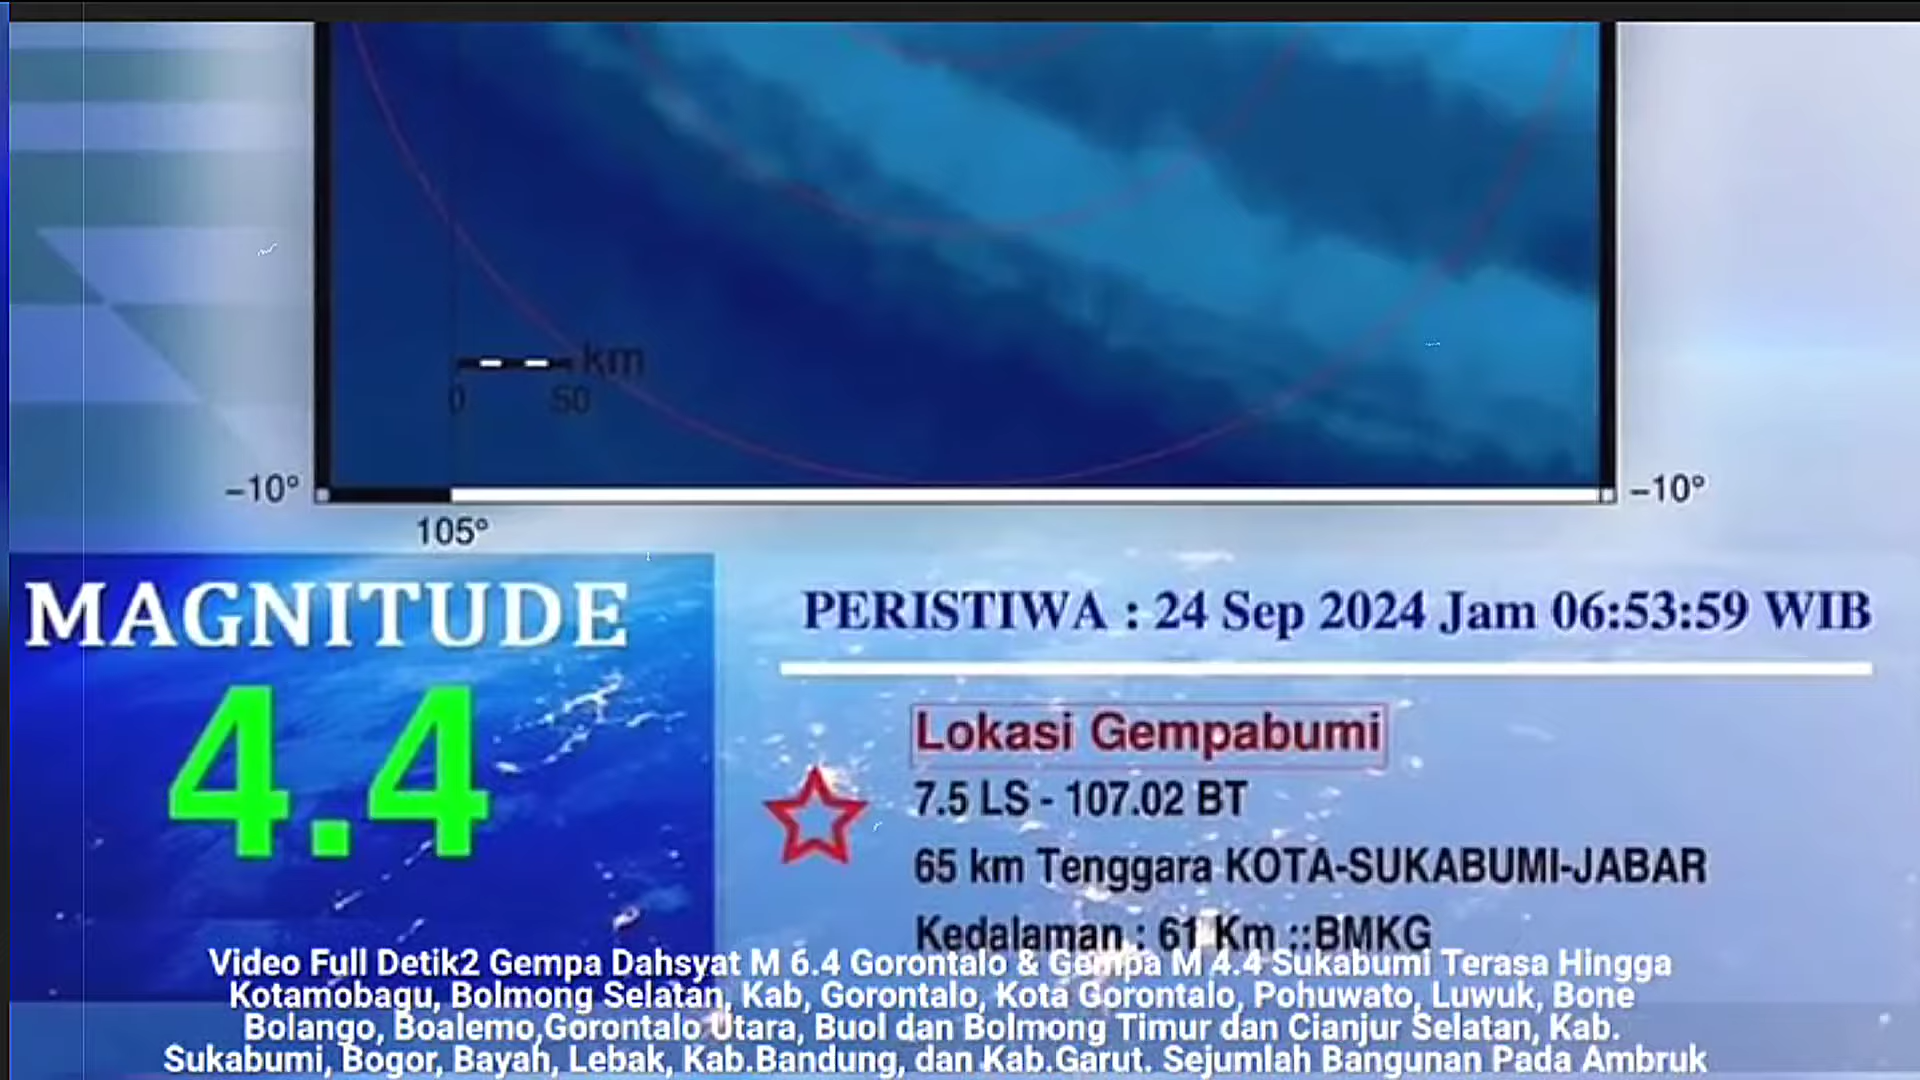 km
0 50
–10° –10°
105°
MAGNITUDE
4.4
PERISTIWA : 24 Sep 2024 Jam 06:53:59 WIB
Lokasi Gempabumi
7.5 LS - 107.02 BT
65 km Tenggara KOTA-SUKABUMI-JABAR
Kedalaman : 61 Km ::BMKG
Video Full Detik2 Gempa Dahsyat M 6.4 Gorontalo & Gempa M 4.4 Sukabumi Terasa Hingga
Kotamobagu, Bolmong Selatan, Kab, Gorontalo, Kota Gorontalo, Pohuwato, Luwuk, Bone
Bolango, Boalemo,Gorontalo Utara, Buol dan Bolmong Timur dan Cianjur Selatan, Kab.
Sukabumi, Bogor, Bayah, Lebak, Kab.Bandung, dan Kab.Garut. Sejumlah Bangunan Pada Ambruk